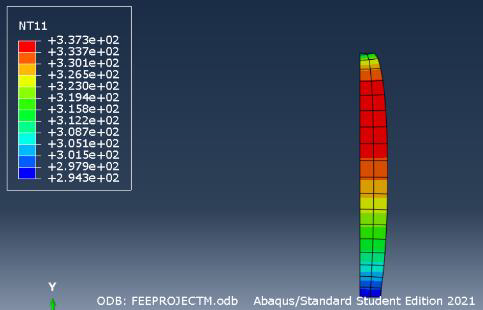 NT11
+3.373e+02
+3.337e+02
+3.301e+02
+3.265e+02
+3.230e+02
+3.194e+02
+3.158e+02
+3.122e+02
+3.087e+02
+3.051e+02
+3.015e+02
+2.979e+02
+2.943e+02
Y
ODB: FEEPROJECTM.odb    Abaqus/Standard Student Edition 2021